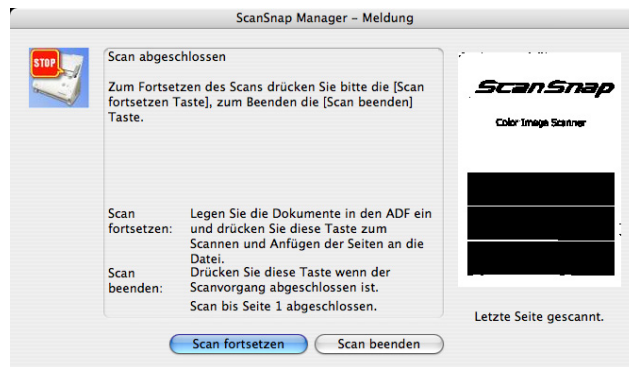 ScanSnap Manager – Meldung
STOP
Scan abgeschlossen
Zum Fortsetzen des Scans drücken Sie bitte die [Scan
fortsetzen Taste], zum Beenden die [Scan beenden]
Taste.
Scan
fortsetzen:
Legen Sie die Dokumente in den ADF ein
und drücken Sie diese Taste zum
Scannen und Anfügen der Seiten an die
Datei.
Scan
beenden:
Drücken Sie diese Taste wenn der
Scanvorgang abgeschlossen ist.
Scan bis Seite 1 abgeschlossen.
ScanSnap
Color Image Scanner
Letzte Seite gescannt.
Scan fortsetzen
Scan beenden